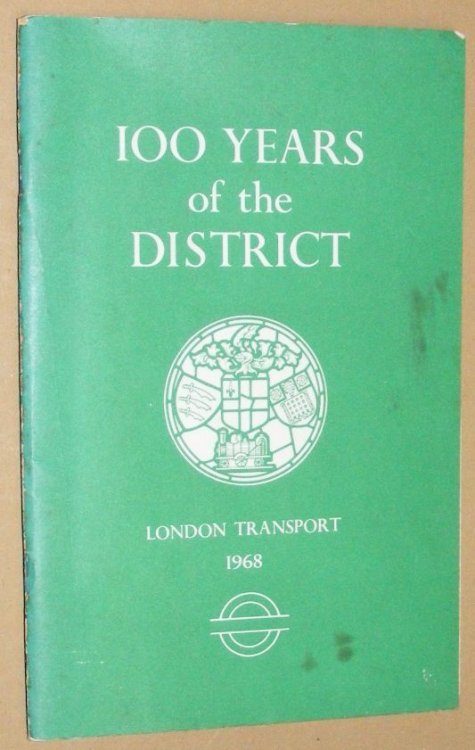 100 YEARS
of the
DISTRICT
LONDON TRANSPORT
1968